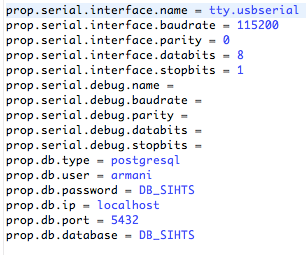 prop.serial.interface.name = tty.usbserial
prop.serial.interface.baudrate = 115200
prop.serial.interface.parity = 0
prop.serial.interface.databits = 8
prop.serial.interface.stopbits = 1
prop.serial.debug.name =
prop.serial.debug.baudrate =
prop.serial.debug.parity =
prop.serial.debug.databits =
prop.serial.debug.stopbits =
prop.db.type = postgresql
prop.db.user = armani
prop.db.password = DB_SIHTS
prop.db.ip = localhost
prop.db.port = 5432
prop.db.database = DB_SIHTS